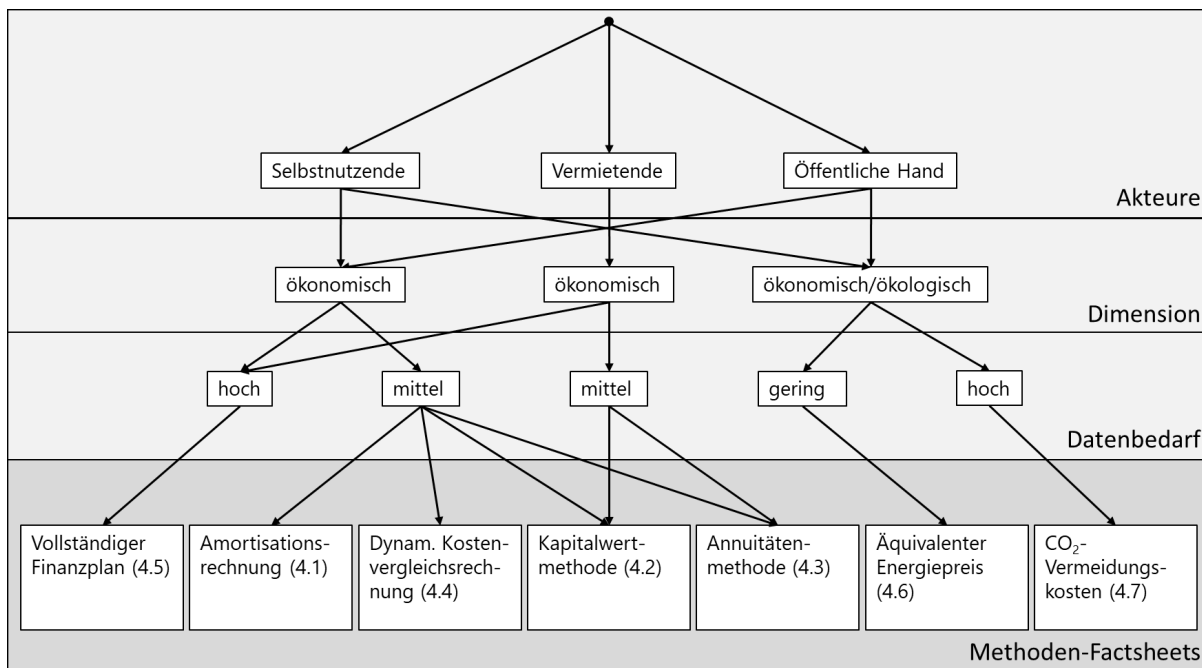 Selbstnutzende
Vermietende
Öffentliche Hand
Akteure
ökonomisch
ökonomisch
ökonomisch/ökologisch
Dimension
hoch
mittel
mittel
gering
hoch
Datenbedarf
Vollständiger
Finanzplan (4.5)
Amortisations-
rechnung (4.1)
Dynam. Kosten-
vergleichsrech-
nung (4.4)
Kapitalwert-
methode (4.2)
Annuitäten-
methode (4.3)
Äquivalenter
Energiepreis
(4.6)
CO₂-
Vermeidungs-
kosten (4.7)
Methoden-Factsheets